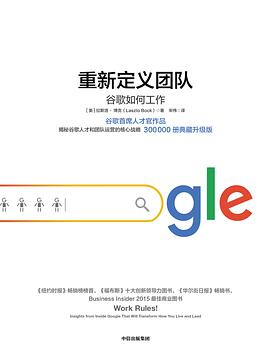 重新定义团队
谷歌如何工作
［美］拉斯洛·博克（Laszlo Bock）◎著 宋伟◎译
谷歌首席人才官作品
揭秘谷歌人才和团队运营的核心战略 300000 册典藏升级版
gle
《纽约时报》畅销榜榜首、《福布斯》十大创新领导力图书、《华尔街日报》畅销书、
Business Insider 2015 最佳商业图书
Work Rules!
Insights from Inside Google That Will Transform How You Live and Lead
中信出版集团